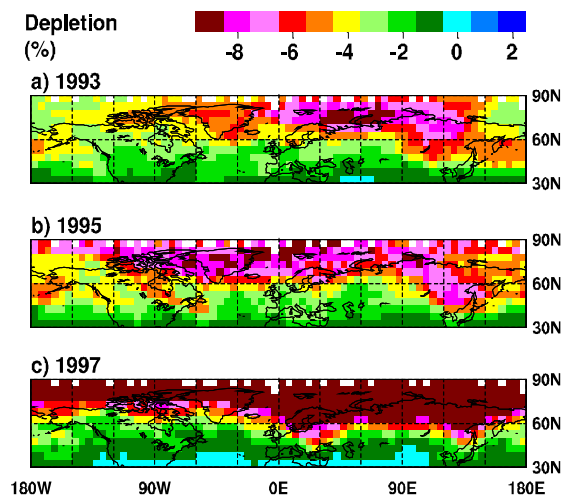 Depletion
(%)
-8 -6 -4 -2 0 2
a) 1993
90N
60N
30N
b) 1995
90N
60N
30N
c) 1997
90N
60N
30N
180W 90W 0E 90E 180E